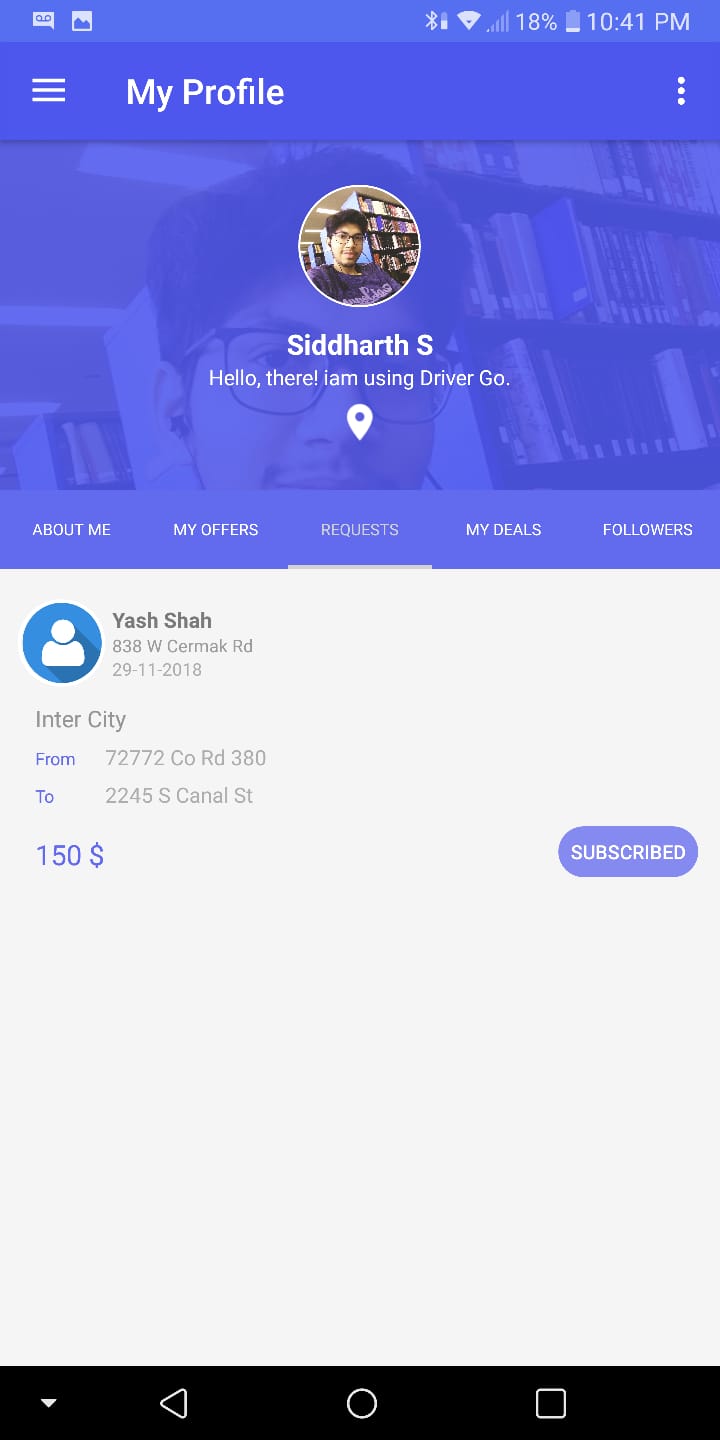 18% 10:41 PM
My Profile
Siddharth S
Hello, there! iam using Driver Go.
ABOUT ME MY OFFERS REQUESTS MY DEALS FOLLOWERS
Yash Shah
838 W Cermak Rd
29-11-2018
Inter City
From 72772 Co Rd 380
To 2245 S Canal St
150 $ SUBSCRIBED